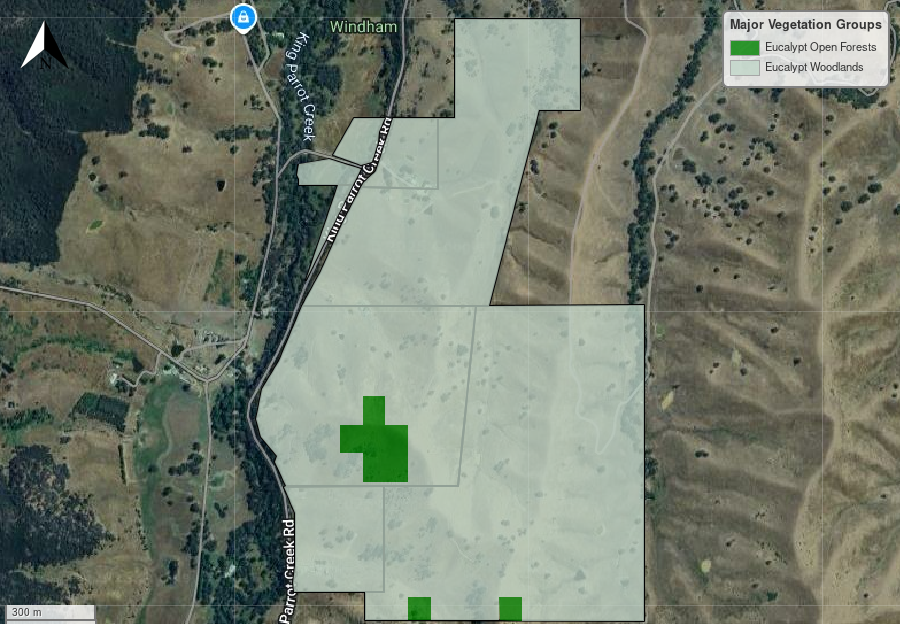 Windham
King Parrot Creek
King Parrot Creek Rd
Parrot Creek Rd
N
Major Vegetation Groups
Eucalypt Open Forests
Eucalypt Woodlands
300 m